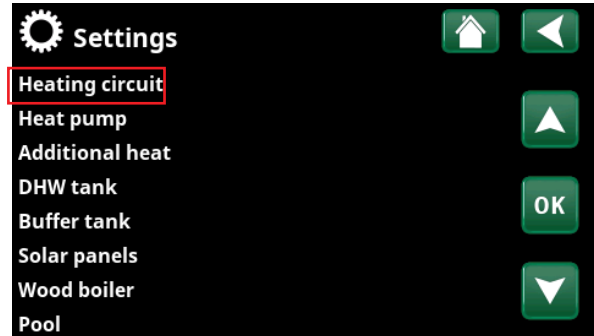 Settings
Heating circuit
Heat pump
Additional heat
DHW tank
OK
Buffer tank
Solar panels
Wood boiler
Pool